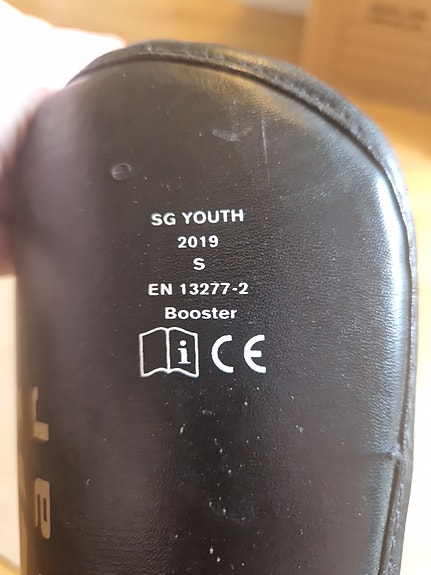 SG YOUTH
2019
S
EN 13277-2
Booster
i CE